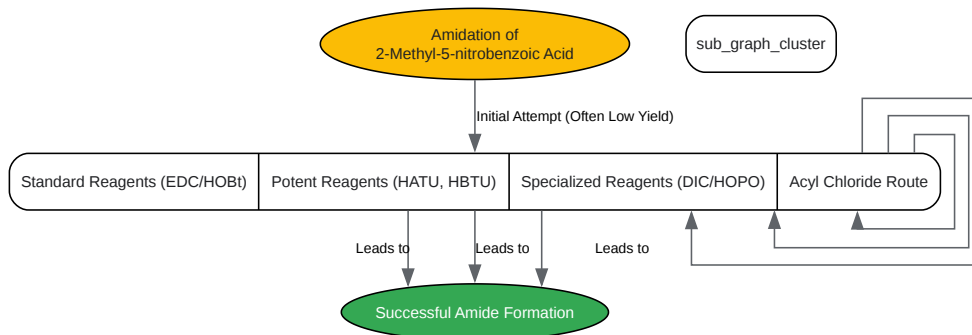 Amidation of
2-Methyl-5-nitrobenzoic Acid
sub_graph_cluster
Initial Attempt (Often Low Yield)
Standard Reagents (EDC/HOBt)
Potent Reagents (HATU, HBTU)
Specialized Reagents (DIC/HOPO)
Acyl Chloride Route
Leads to
Leads to
Leads to
Successful Amide Formation